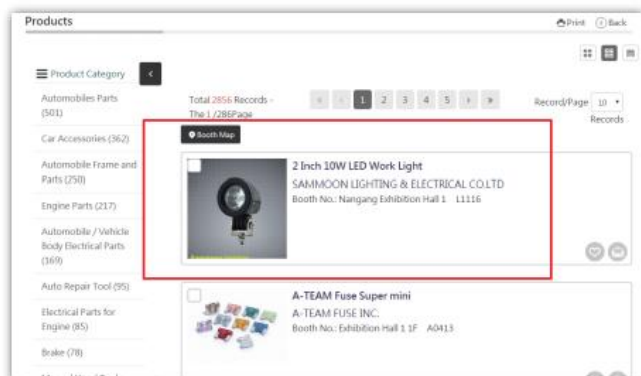 Products
Print
Back
Product Category
Automobiles Parts
(501)
Car Accessories (362)
Automobile Frame and
Parts (250)
Engine Parts (217)
Automobile / Vehicle
Body Electrical Parts
(169)
Auto Repair Tool (95)
Electrical Parts for
Engine (85)
Brake (78)
Total 2856 Records -
The 1 /286Page
« ‹ 1 2 3 4 5 › »
Record/Page 10
Records
Booth Map
2 Inch 10W LED Work Light
SAMMOON LIGHTING & ELECTRICAL CO.LTD
Booth No.: Nangang Exhibition Hall 1 L1116
A-TEAM Fuse Super mini
A-TEAM FUSE INC.
Booth No.: Exhibition Hall 1 1F A0413